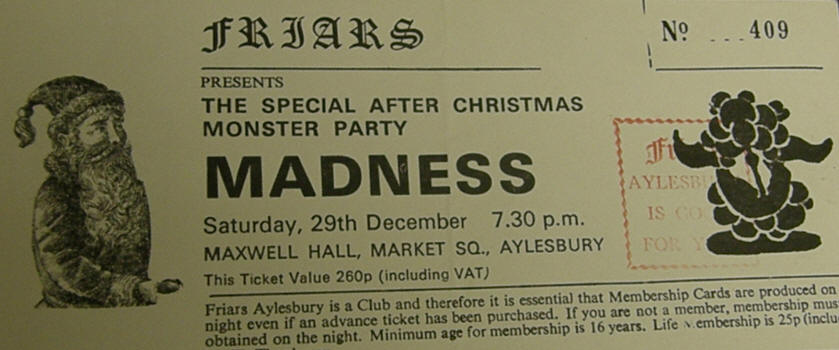 FRIARS
Nº ...409
PRESENTS
THE SPECIAL AFTER CHRISTMAS
MONSTER PARTY
MADNESS
Saturday, 29th December 7.30 p.m.
MAXWELL HALL, MARKET SQ., AYLESBURY
This Ticket Value 260p (including VAT)
AYLESB
IS
FOR
Friars Aylesbury is a Club and therefore it is essential that Membership Cards are produced on
night even if an advance ticket has been purchased. If you are not a member, membership mus
obtained on the night. Minimum age for membership is 16 years. Life embership is 25p (inclu